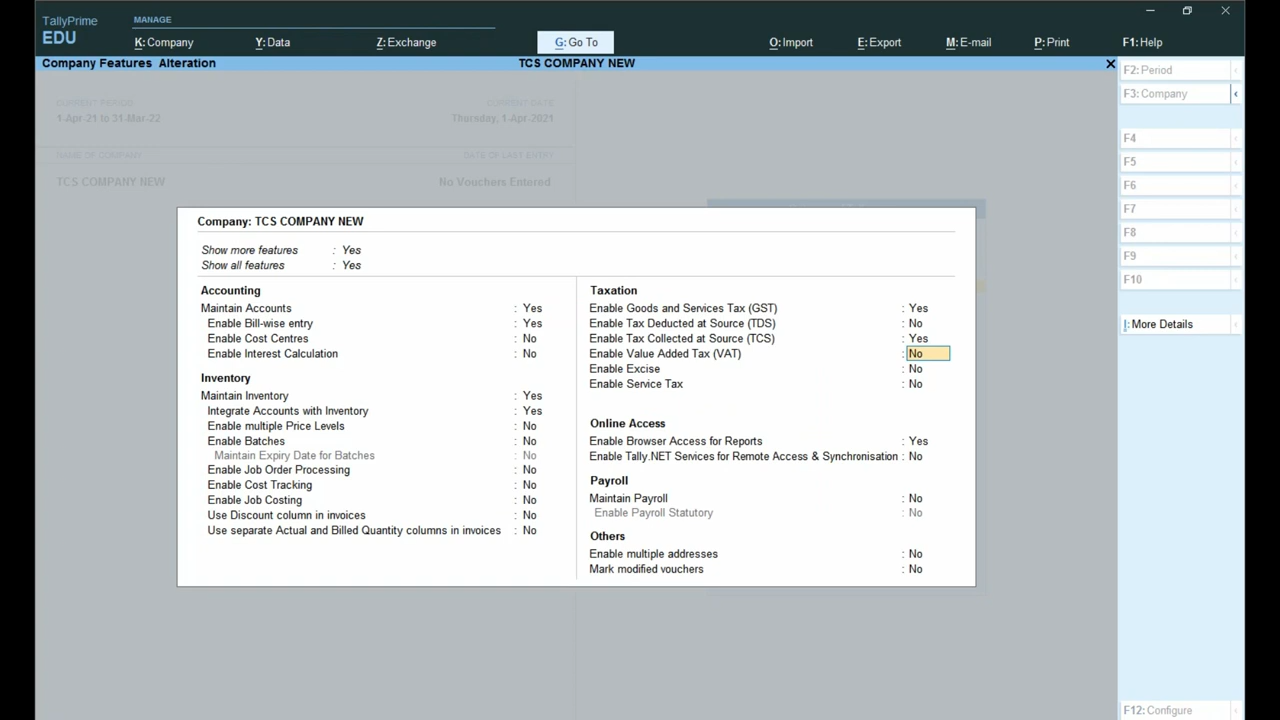 TallyPrime
EDU
MANAGE
K: Company
Y: Data
Z: Exchange
G: Go To
O: Import
E: Export
M: E-mail
P: Print
F1: Help
Company Features Alteration
TCS COMPANY NEW
F2: Period
F3: Company
F4
F5
F6
F7
F8
F9
F10
I: More Details
F12: Configure
CURRENT PERIOD
1-Apr-21 to 31-Mar-22
CURRENT DATE
Thursday, 1-Apr-2021
NAME OF COMPANY
DATE OF LAST ENTRY
TCS COMPANY NEW
No Vouchers Entered
Company: TCS COMPANY NEW
Show more features : Yes
Show all features : Yes
Accounting
Maintain Accounts : Yes
Enable Bill-wise entry : Yes
Enable Cost Centres : No
Enable Interest Calculation : No
Inventory
Maintain Inventory : Yes
Integrate Accounts with Inventory : Yes
Enable multiple Price Levels : No
Enable Batches : No
Maintain Expiry Date for Batches : No
Enable Job Order Processing : No
Enable Cost Tracking : No
Enable Job Costing : No
Use Discount column in invoices : No
Use separate Actual and Billed Quantity columns in invoices : No
Taxation
Enable Goods and Services Tax (GST) : Yes
Enable Tax Deducted at Source (TDS) : No
Enable Tax Collected at Source (TCS) : Yes
Enable Value Added Tax (VAT) : No
Enable Excise : No
Enable Service Tax : No
Online Access
Enable Browser Access for Reports : Yes
Enable Tally.NET Services for Remote Access & Synchronisation : No
Payroll
Maintain Payroll : No
Enable Payroll Statutory : No
Others
Enable multiple addresses : No
Mark modified vouchers : No